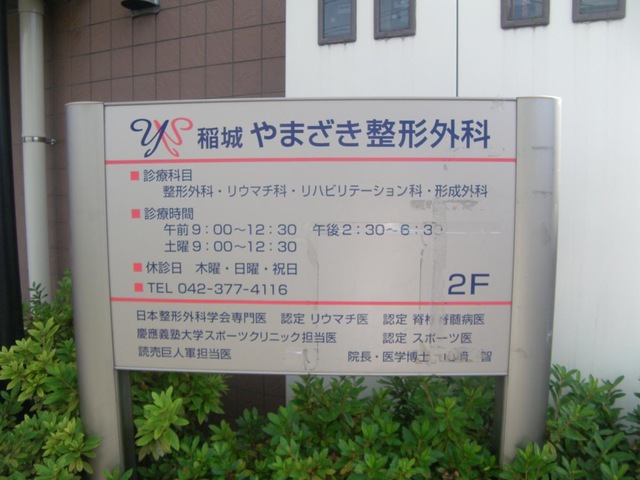 YS 稲城 やまざき整形外科
■診療科目
整形外科・リウマチ科・リハビリテーション科・形成外科
■診療時間
午前9:00〜12:30 午後2:30〜6:30
土曜9:00〜12:30
■休診日 木曜・日曜・祝日
■TEL 042-377-4116
2F
日本整形外科学会専門医 認定 リウマチ医 認定 脊椎脊髄病医
慶應義塾大学スポーツクリニック担当医 認定 スポーツ医
読売巨人軍担当医 院長・医学博士 智